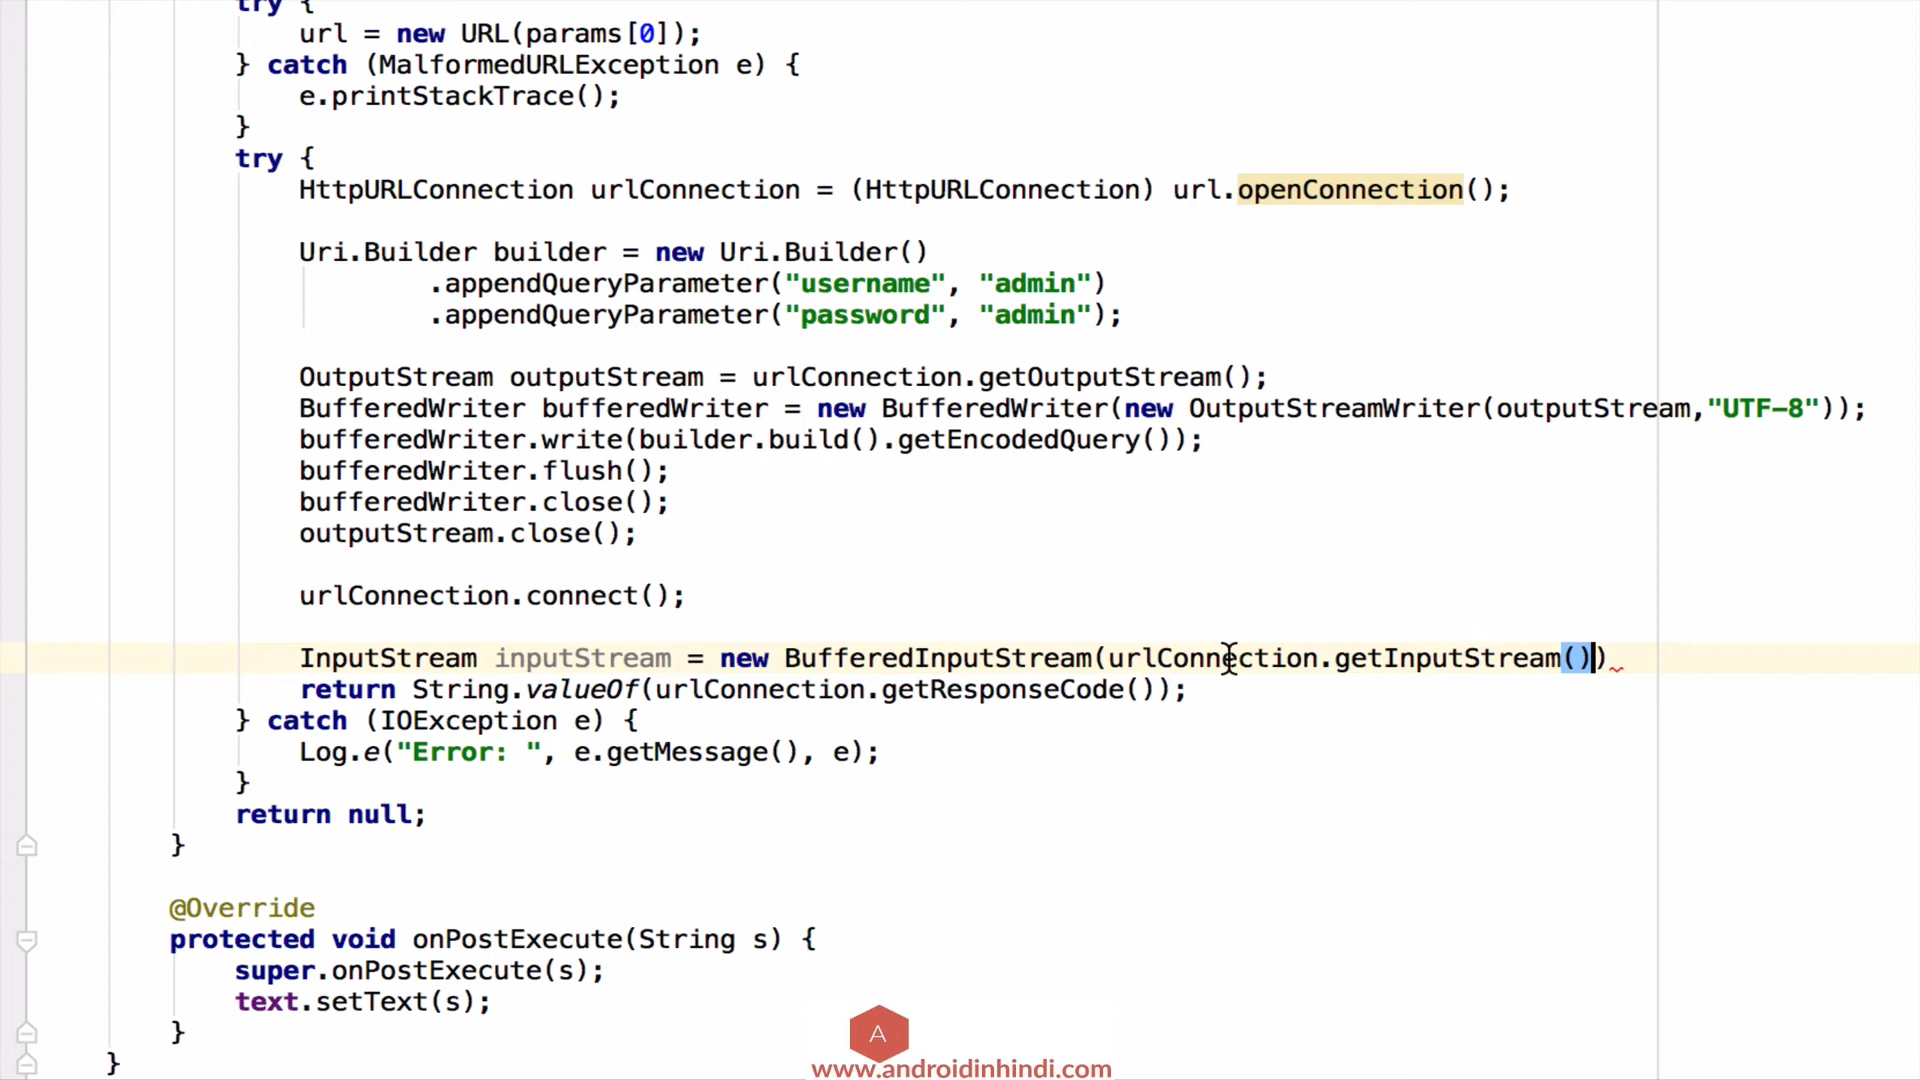 try {
url = new URL(params[0]);
} catch (MalformedURLException e) {
e.printStackTrace();
}
try {
HttpURLConnection urlConnection = (HttpURLConnection) url.openConnection();
Uri.Builder builder = new Uri.Builder()
.appendQueryParameter("username", "admin")
.appendQueryParameter("password", "admin");
OutputStream outputStream = urlConnection.getOutputStream();
BufferedWriter bufferedWriter = new BufferedWriter(new OutputStreamWriter(outputStream,"UTF-8"));
bufferedWriter.write(builder.build().getEncodedQuery());
bufferedWriter.flush();
bufferedWriter.close();
outputStream.close();
urlConnection.connect();
InputStream inputStream = new BufferedInputStream(urlConnection.getInputStream())
return String.valueOf(urlConnection.getResponseCode());
} catch (IOException e) {
Log.e("Error: ", e.getMessage(), e);
}
return null;
}
@Override
protected void onPostExecute(String s) {
super.onPostExecute(s);
text.setText(s);
}
}
A
www.androidinhindi.com